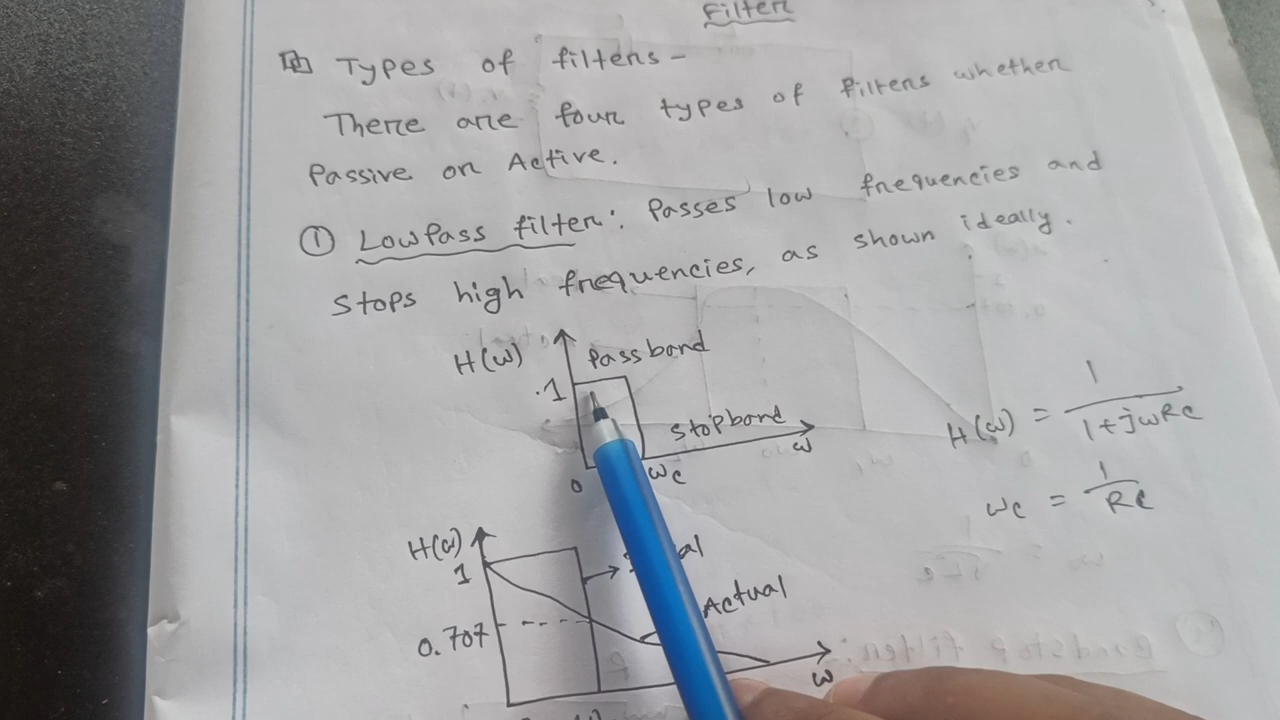 Filter
Types of filters -
There are four types of filters whether
Passive or Active.
① Lowpass filter: Passes low frequencies and
stops high frequencies, as shown ideally.
H(ω)
Passband
1
stopband
ω
0
ωc
H(ω) = 1/(1+jωRC)
ωc = 1/RC
H(ω)
1
Actual
0.707
ω